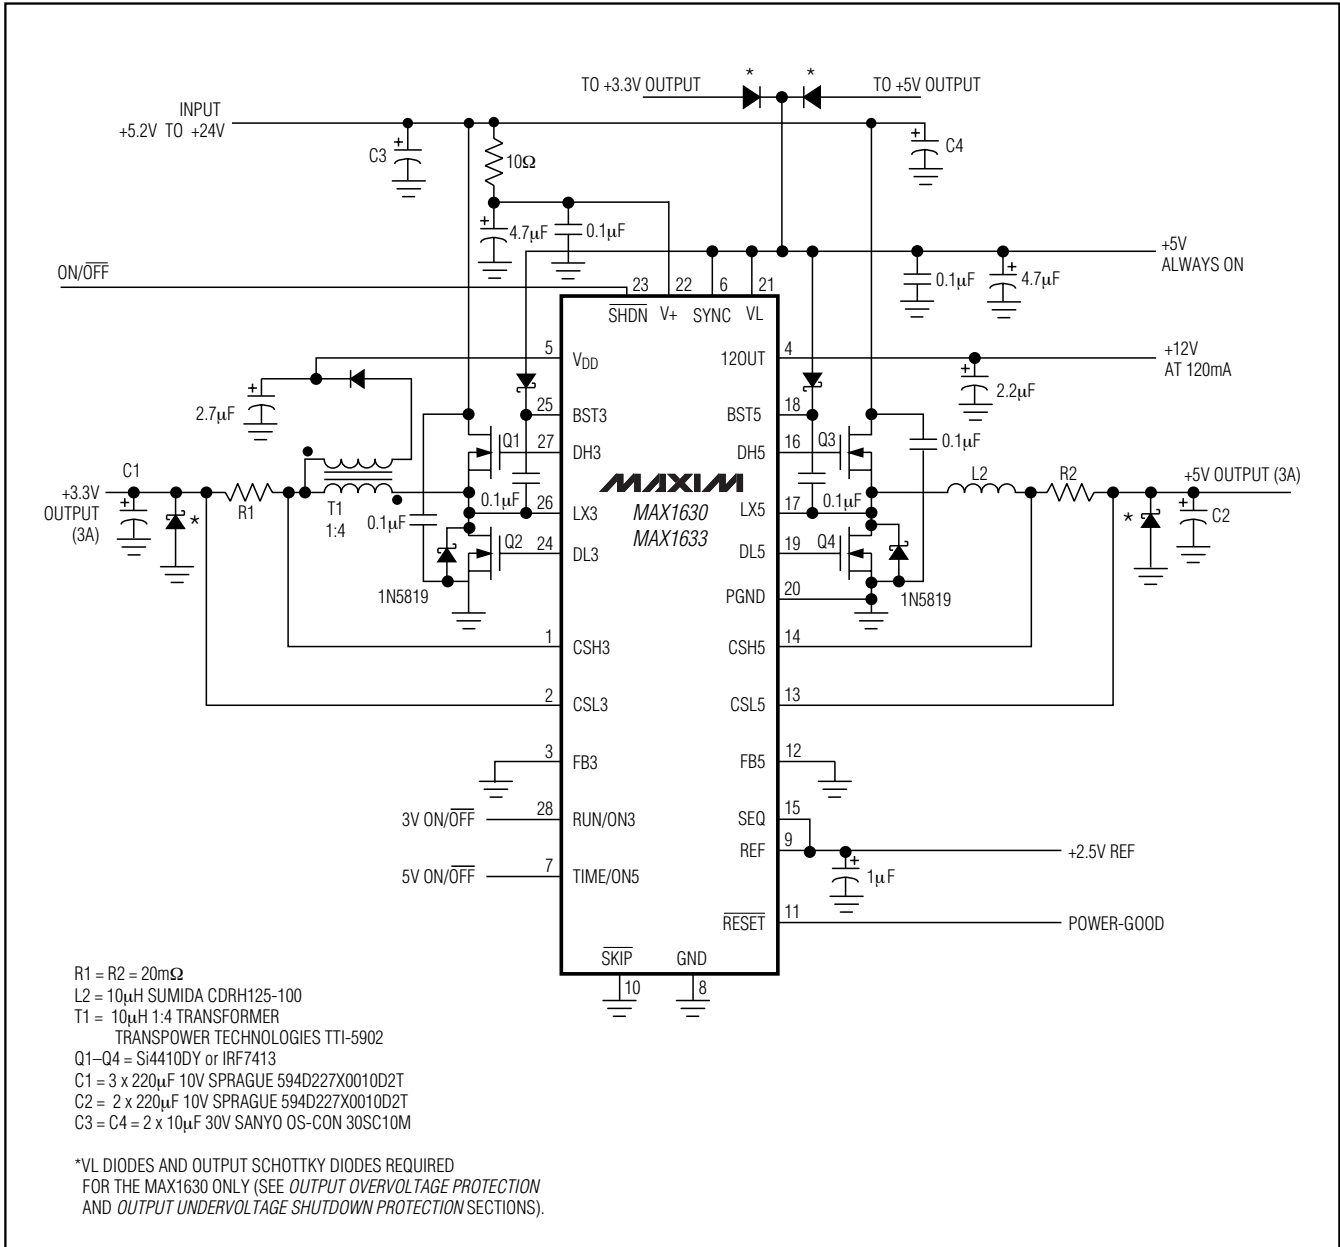 TO +3.3V OUTPUT
*
*
TO +5V OUTPUT
INPUT
+5.2V TO +24V
C3
+
10Ω
+
C4
+
4.7μF
0.1μF
+5V
ALWAYS ON
ON/OFF
0.1μF
+
4.7μF
23
22
6
21
SHDN
V+
SYNC
VL
5
VDD
12OUT
4
+12V
AT 120mA
+
2.7μF
+
2.2μF
25
BST3
BST5
18
Q1
27
DH3
DH5
16
Q3
0.1μF
C1
+3.3V
OUTPUT
(3A)
+
*
R1
T1
1:4
0.1μF
0.1μF
26
LX3
MAXIM
MAX1630
MAX1633
LX5
17
0.1μF
L2
R2
+5V OUTPUT (3A)
*
+
C2
Q2
24
DL3
DL5
19
Q4
1N5819
PGND
20
1N5819
1
CSH3
CSH5
14
2
CSL3
CSL5
13
3
FB3
FB5
12
3V ON/OFF
28
RUN/ON3
SEQ
15
REF
9
+2.5V REF
+
1μF
5V ON/OFF
7
TIME/ON5
RESET
11
POWER-GOOD
SKIP
GND
10
8
R1 = R2 = 20mΩ
L2 = 10μH SUMIDA CDRH125-100
T1 = 10μH 1:4 TRANSFORMER
TRANSPOWER TECHNOLOGIES TTI-5902
Q1–Q4 = Si4410DY or IRF7413
C1 = 3 x 220μF 10V SPRAGUE 594D227X0010D2T
C2 = 2 x 220μF 10V SPRAGUE 594D227X0010D2T
C3 = C4 = 2 x 10μF 30V SANYO OS-CON 30SC10M
*VL DIODES AND OUTPUT SCHOTTKY DIODES REQUIRED
FOR THE MAX1630 ONLY (SEE OUTPUT OVERVOLTAGE PROTECTION
AND OUTPUT UNDERVOLTAGE SHUTDOWN PROTECTION SECTIONS).